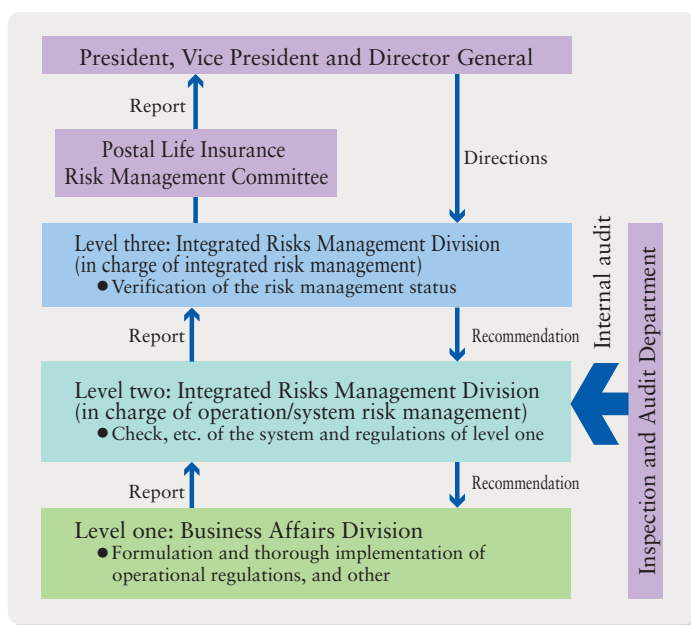 President, Vice President and Director General
Report
Postal Life Insurance
Risk Management Committee
Directions
Level three: Integrated Risks Management Division
(in charge of integrated risk management)
● Verification of the risk management status
Report
Recommendation
Level two: Integrated Risks Management Division
(in charge of operation/system risk management)
● Check, etc. of the system and regulations of level one
Report
Recommendation
Level one: Business Affairs Division
● Formulation and thorough implementation of
operational regulations, and other
Internal audit
Inspection and Audit Department